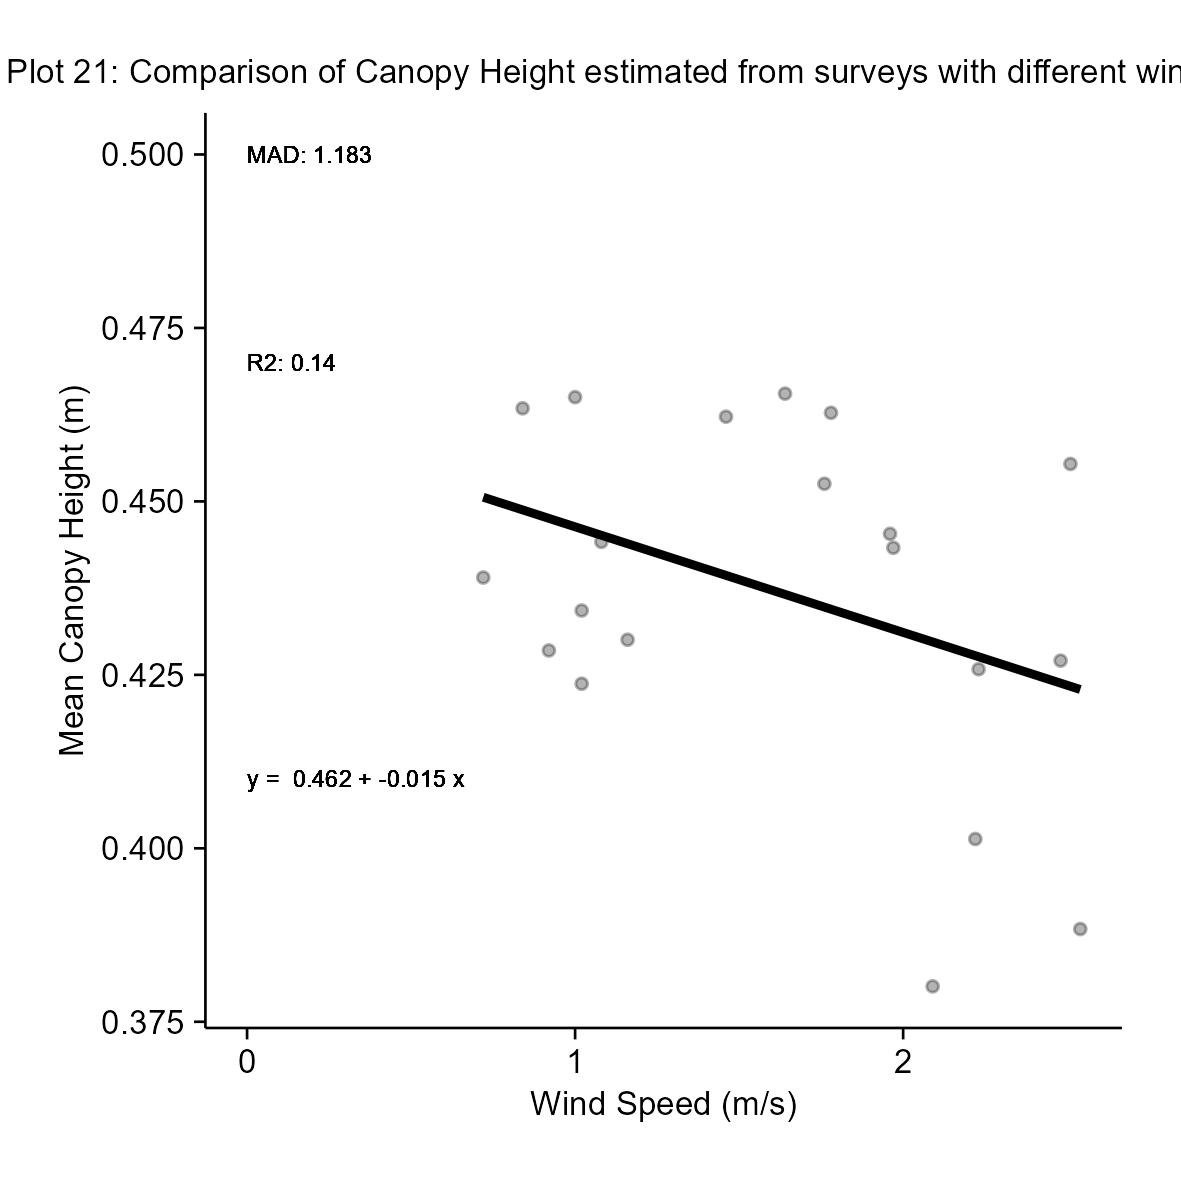 Plot 21: Comparison of Canopy Height estimated from surveys with different win
0.500
MAD: 1.183
0.475
R2: 0.14
0.450
0.425
y =  0.462 + -0.015 x
0.400
0.375
Mean Canopy Height (m)
0
1
2
Wind Speed (m/s)